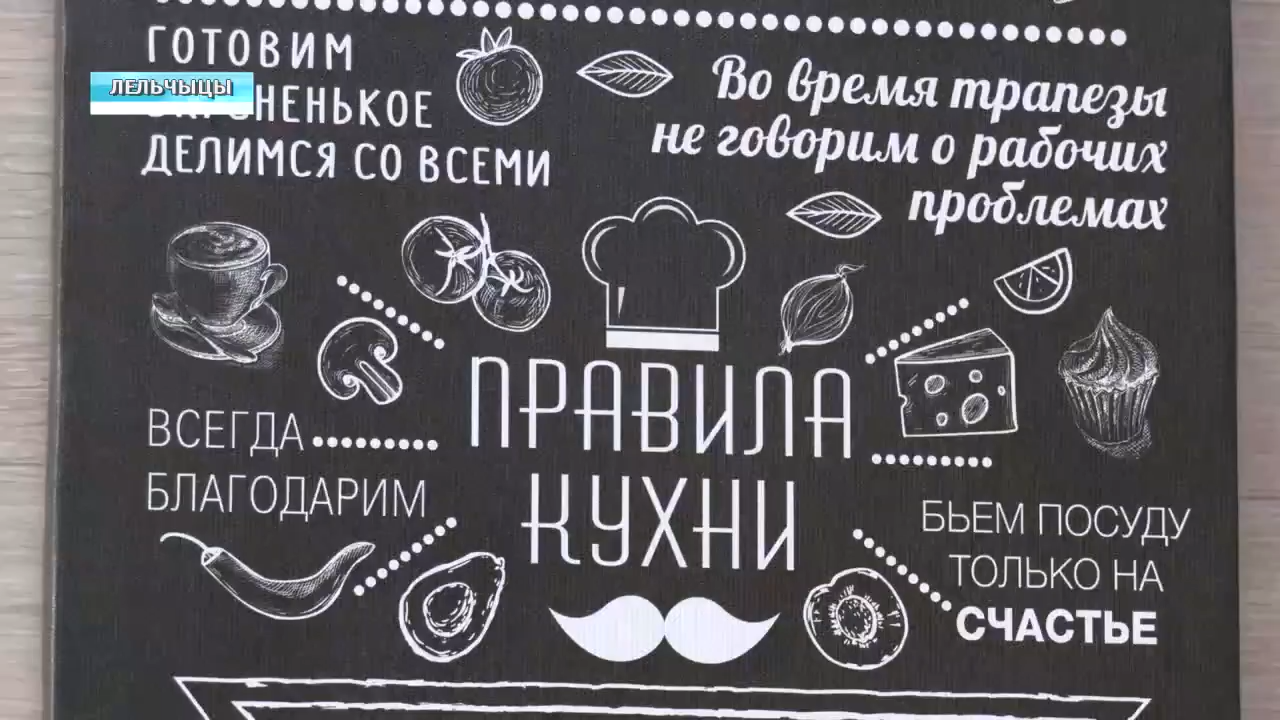 ГОТОВИМ
ЛЕЛЬЧЫЦЫ
ДЕЛИМСЯ СО ВСЕМИ
Во время трапезы
не говорим о рабочих
проблемах
ПРАВИЛА
КУХНИ
ВСЕГДА
БЛАГОДАРИМ
БЬЕМ ПОСУДУ
ТОЛЬКО НА
СЧАСТЬЕ